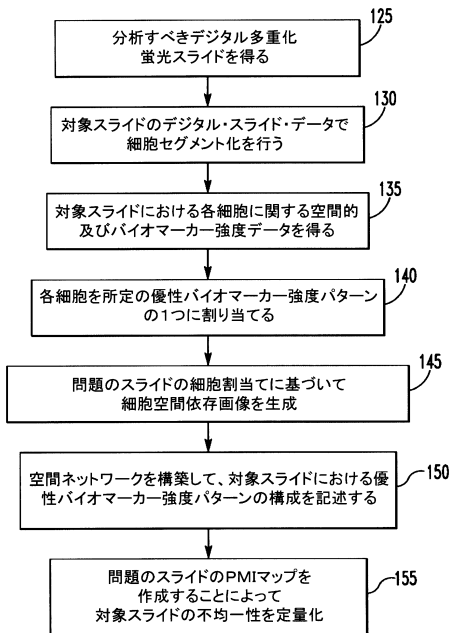 125
分析すべきデジタル多重化
蛍光スライドを得る
130
対象スライドのデジタル・スライド・データで
細胞セグメント化を行う
135
対象スライドにおける各細胞に関する空間的
及びバイオマーカー強度データを得る
140
各細胞を所定の優性バイオマーカー強度パターン
の1つに割り当てる
145
問題のスライドの細胞割当てに基づいて
細胞空間依存画像を生成
150
空間ネットワークを構築して、対象スライドにおける優
性バイオマーカー強度パターンの構成を記述する
155
問題のスライドのPMIマップを
作成することによって
対象スライドの不均一性を定量化